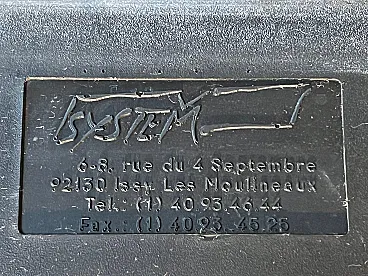 ISYSTEM
6-8, rue du 4 Septembre
92130 Issy Les Moulineaux
Tel.: (1) 40.93.46.44
Fax.: (1) 40 93. 45.25